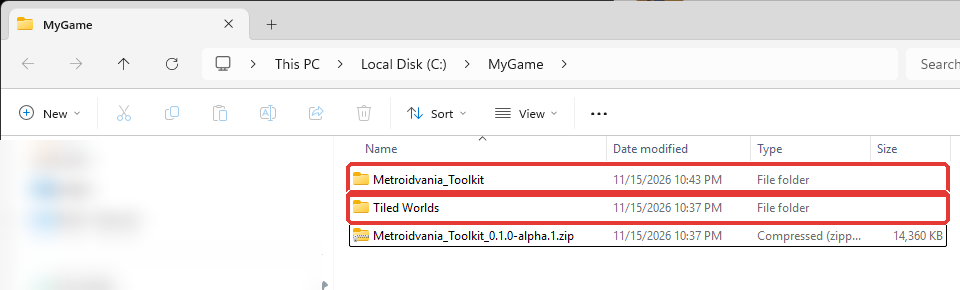 MyGame
This PC
Local Disk (C:)
MyGame
Search
New
Sort
View
Name
Date modified
Type
Size
Metroidvania_Toolkit 11/15/2026 10:43 PM File folder
Tiled Worlds 11/15/2026 10:37 PM File folder
Metroidvania_Toolkit_0.1.0-alpha.1.zip 11/15/2026 10:37 PM Compressed (zipp... 14,360 KB